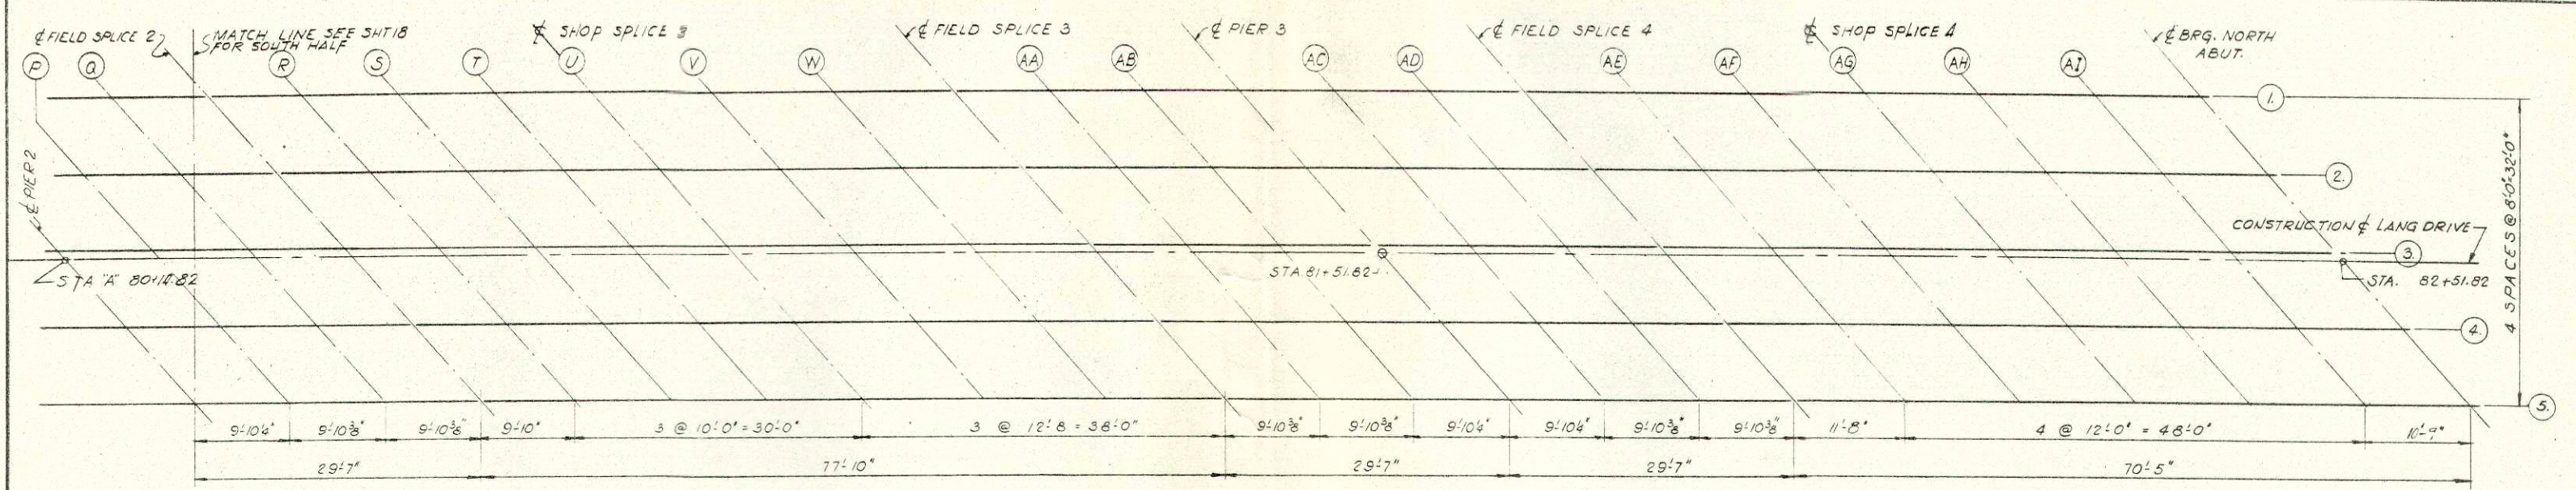 ℄ FIELD SPLICE 2
MATCH LINE SEE SHT 18
FOR SOUTH HALF
℄ SHOP SPLICE 3
℄ FIELD SPLICE 3
℄ PIER 3
℄ FIELD SPLICE 4
℄ SHOP SPLICE 4
℄ BRG. NORTH
ABUT.
P Q R S T U V W AA AB AC AD AE AF AG AH AI
1.
2.
℄ PIER 2
4 SPACES @ 8'-0"=32'-0"
CONSTRUCTION ℄ LANG DRIVE
3.
STA "A" 80+14.82
STA. 81+51.82
STA. 82+51.82
4.
5.
9'-10¼" 9'-10⅜" 9'-10⅜" 9'-10" 3 @ 10'-0" = 30'-0" 3 @ 12'-8 = 38'-0" 9'-10⅜" 9'-10⅜" 9'-10¼" 9'-10¼" 9'-10⅜" 9'-10⅜" 11'-8" 4 @ 12'-0" = 48'-0" 10'-9"
29'-7" 77'-10" 29'-7" 29'-7" 70'-5"